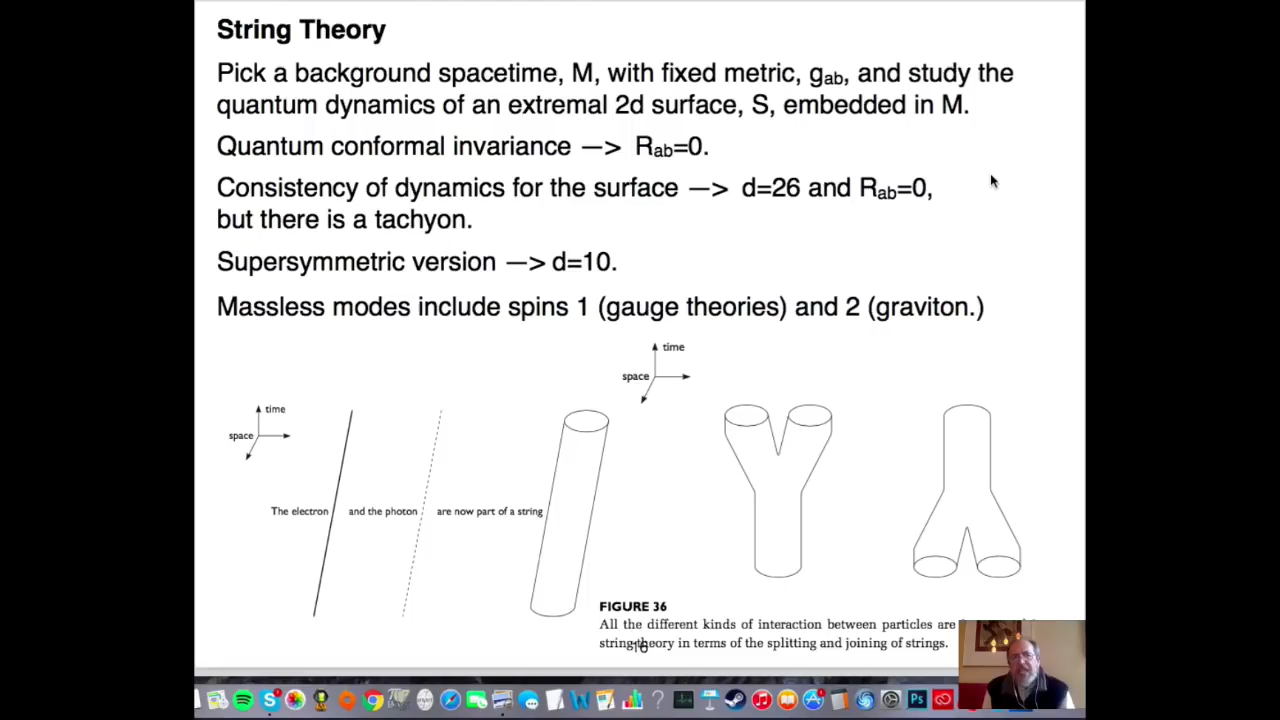 String Theory
Pick a background spacetime, M, with fixed metric, gab, and study the
quantum dynamics of an extremal 2d surface, S, embedded in M.
Quantum conformal invariance —> Rab=0.
Consistency of dynamics for the surface —> d=26 and Rab=0,
but there is a tachyon.
Supersymmetric version —> d=10.
Massless modes include spins 1 (gauge theories) and 2 (graviton.)
time
space
time
space
The electron and the photon are now part of a string
FIGURE 36
All the different kinds of interaction between particles are
string theory in terms of the splitting and joining of strings.
16
Ps